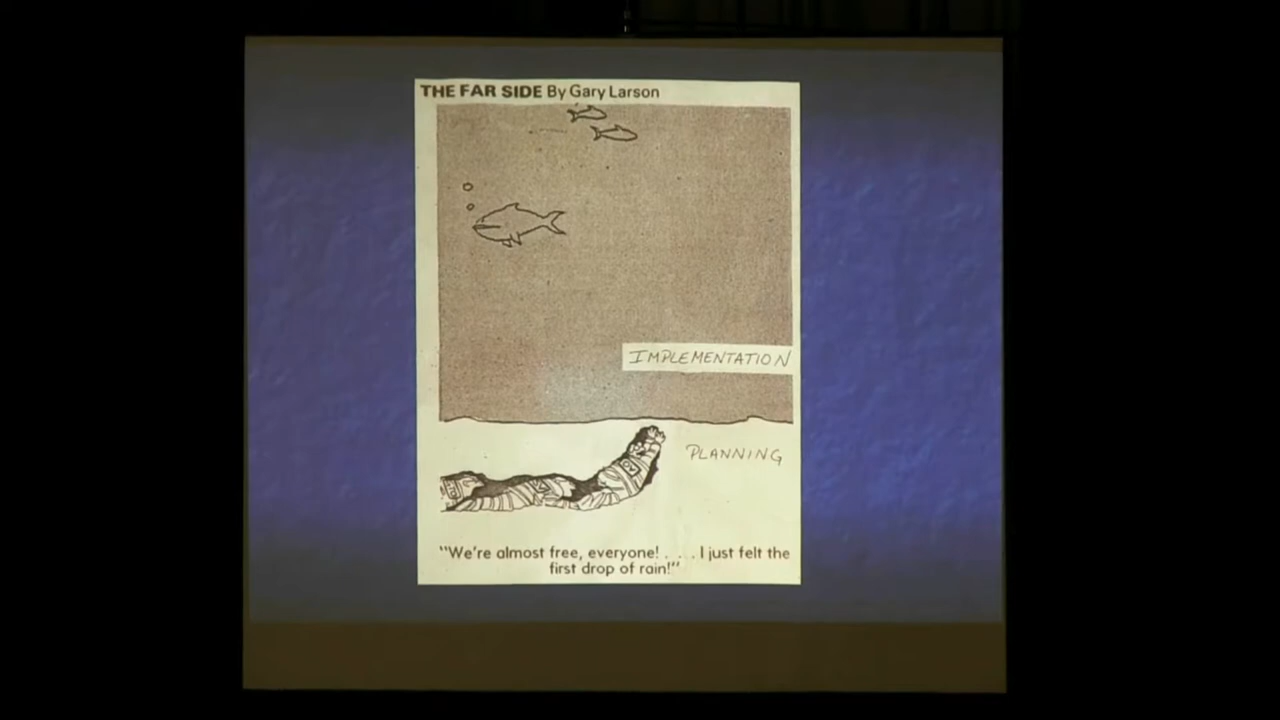 THE FAR SIDE By Gary Larson
IMPLEMENTATION
PLANNING
"We're almost free, everyone! . . . I just felt the
first drop of rain!"